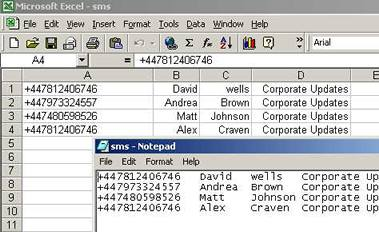 Microsoft Excel - sms
File Edit View Insert Format Tools Data Window Help
Arial
A4 = +447812406746
A B C D E
1 +447812406746 David wells Corporate Updates
2 +447973324557 Andrea Brown Corporate Updates
3 +447480598526 Matt Johnson Corporate Updates
4 +447812406746 Alex Craven Corporate Updates
5
6
7
8
9
10
11
sms - Notepad
File Edit Format Help
+447812406746 David wells Corporate Up
+447973324557 Andrea Brown Corporate Up
+447480598526 Matt Johnson Corporate Up
+447812406746 Alex Craven Corporate Up